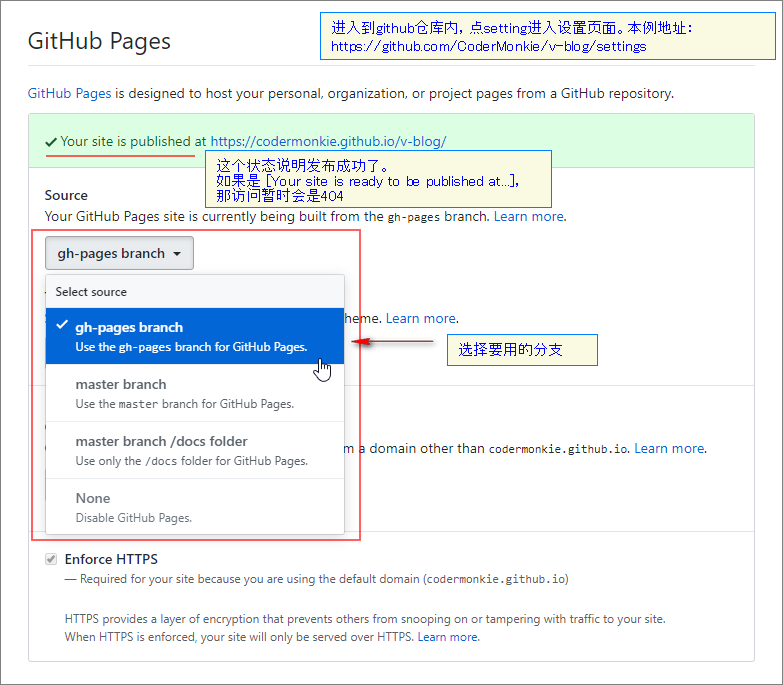 GitHub Pages
进入到github仓库内，点setting进入设置页面。本例地址：
https://github.com/CoderMonkie/v-blog/settings
GitHub Pages is designed to host your personal, organization, or project pages from a GitHub repository.
Your site is published at https://codermonkie.github.io/v-blog/
这个状态说明发布成功了。
如果是 [Your site is ready to be published at...],
那访问暂时会是404
Source
Your GitHub Pages site is currently being built from the gh-pages branch. Learn more.
gh-pages branch
Select source
heme. Learn more.
gh-pages branch
Use the gh-pages branch for GitHub Pages.
选择要用的分支
master branch
Use the master branch for GitHub Pages.
master branch /docs folder
m a domain other than codermonkie.github.io. Learn more.
Use only the /docs folder for GitHub Pages.
None
Disable GitHub Pages.
Enforce HTTPS
— Required for your site because you are using the default domain (codermonkie.github.io)
HTTPS provides a layer of encryption that prevents others from snooping on or tampering with traffic to your site.
When HTTPS is enforced, your site will only be served over HTTPS. Learn more.